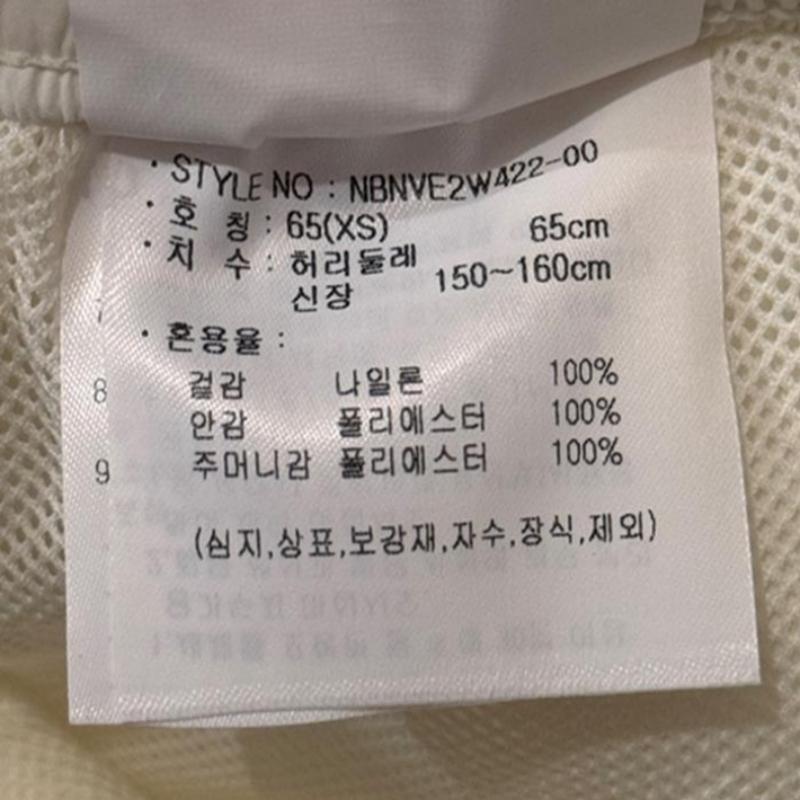 · STYLE NO : NBNVE2W422-00
· 호 칭 : 65(XS)
· 치 수 : 허리둘레 65cm
신장 150~160cm
· 혼용율 :
겉감 나일론 100%
안감 폴리에스터 100%
주머니감 폴리에스터 100%
(심지,상표,보강재,자수,장식,제외)
8
9